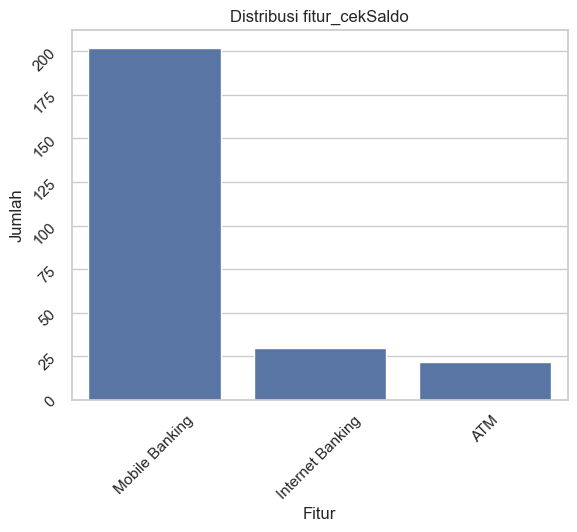 Distribusi fitur_cekSaldo
Jumlah
200
175
150
125
100
75
50
25
0
Mobile Banking
Internet Banking
ATM
Fitur